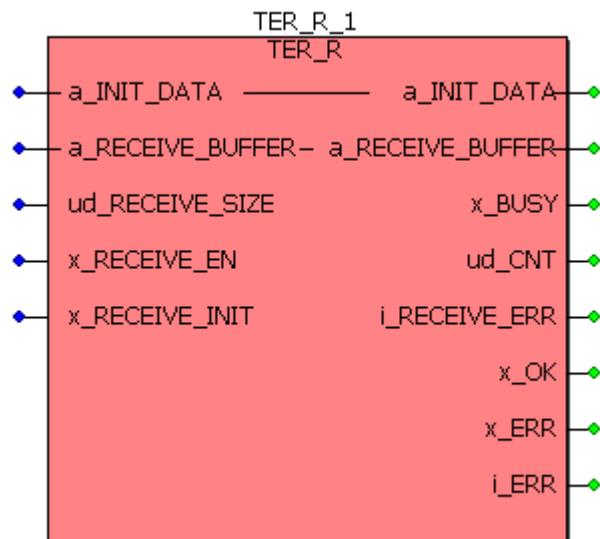 TER_R_1
TER_R
a_INIT_DATA a_INIT_DATA
a_RECEIVE_BUFFER a_RECEIVE_BUFFER
ud_RECEIVE_SIZE x_BUSY
x_RECEIVE_EN ud_CNT
x_RECEIVE_INIT i_RECEIVE_ERR
x_OK
x_ERR
i_ERR